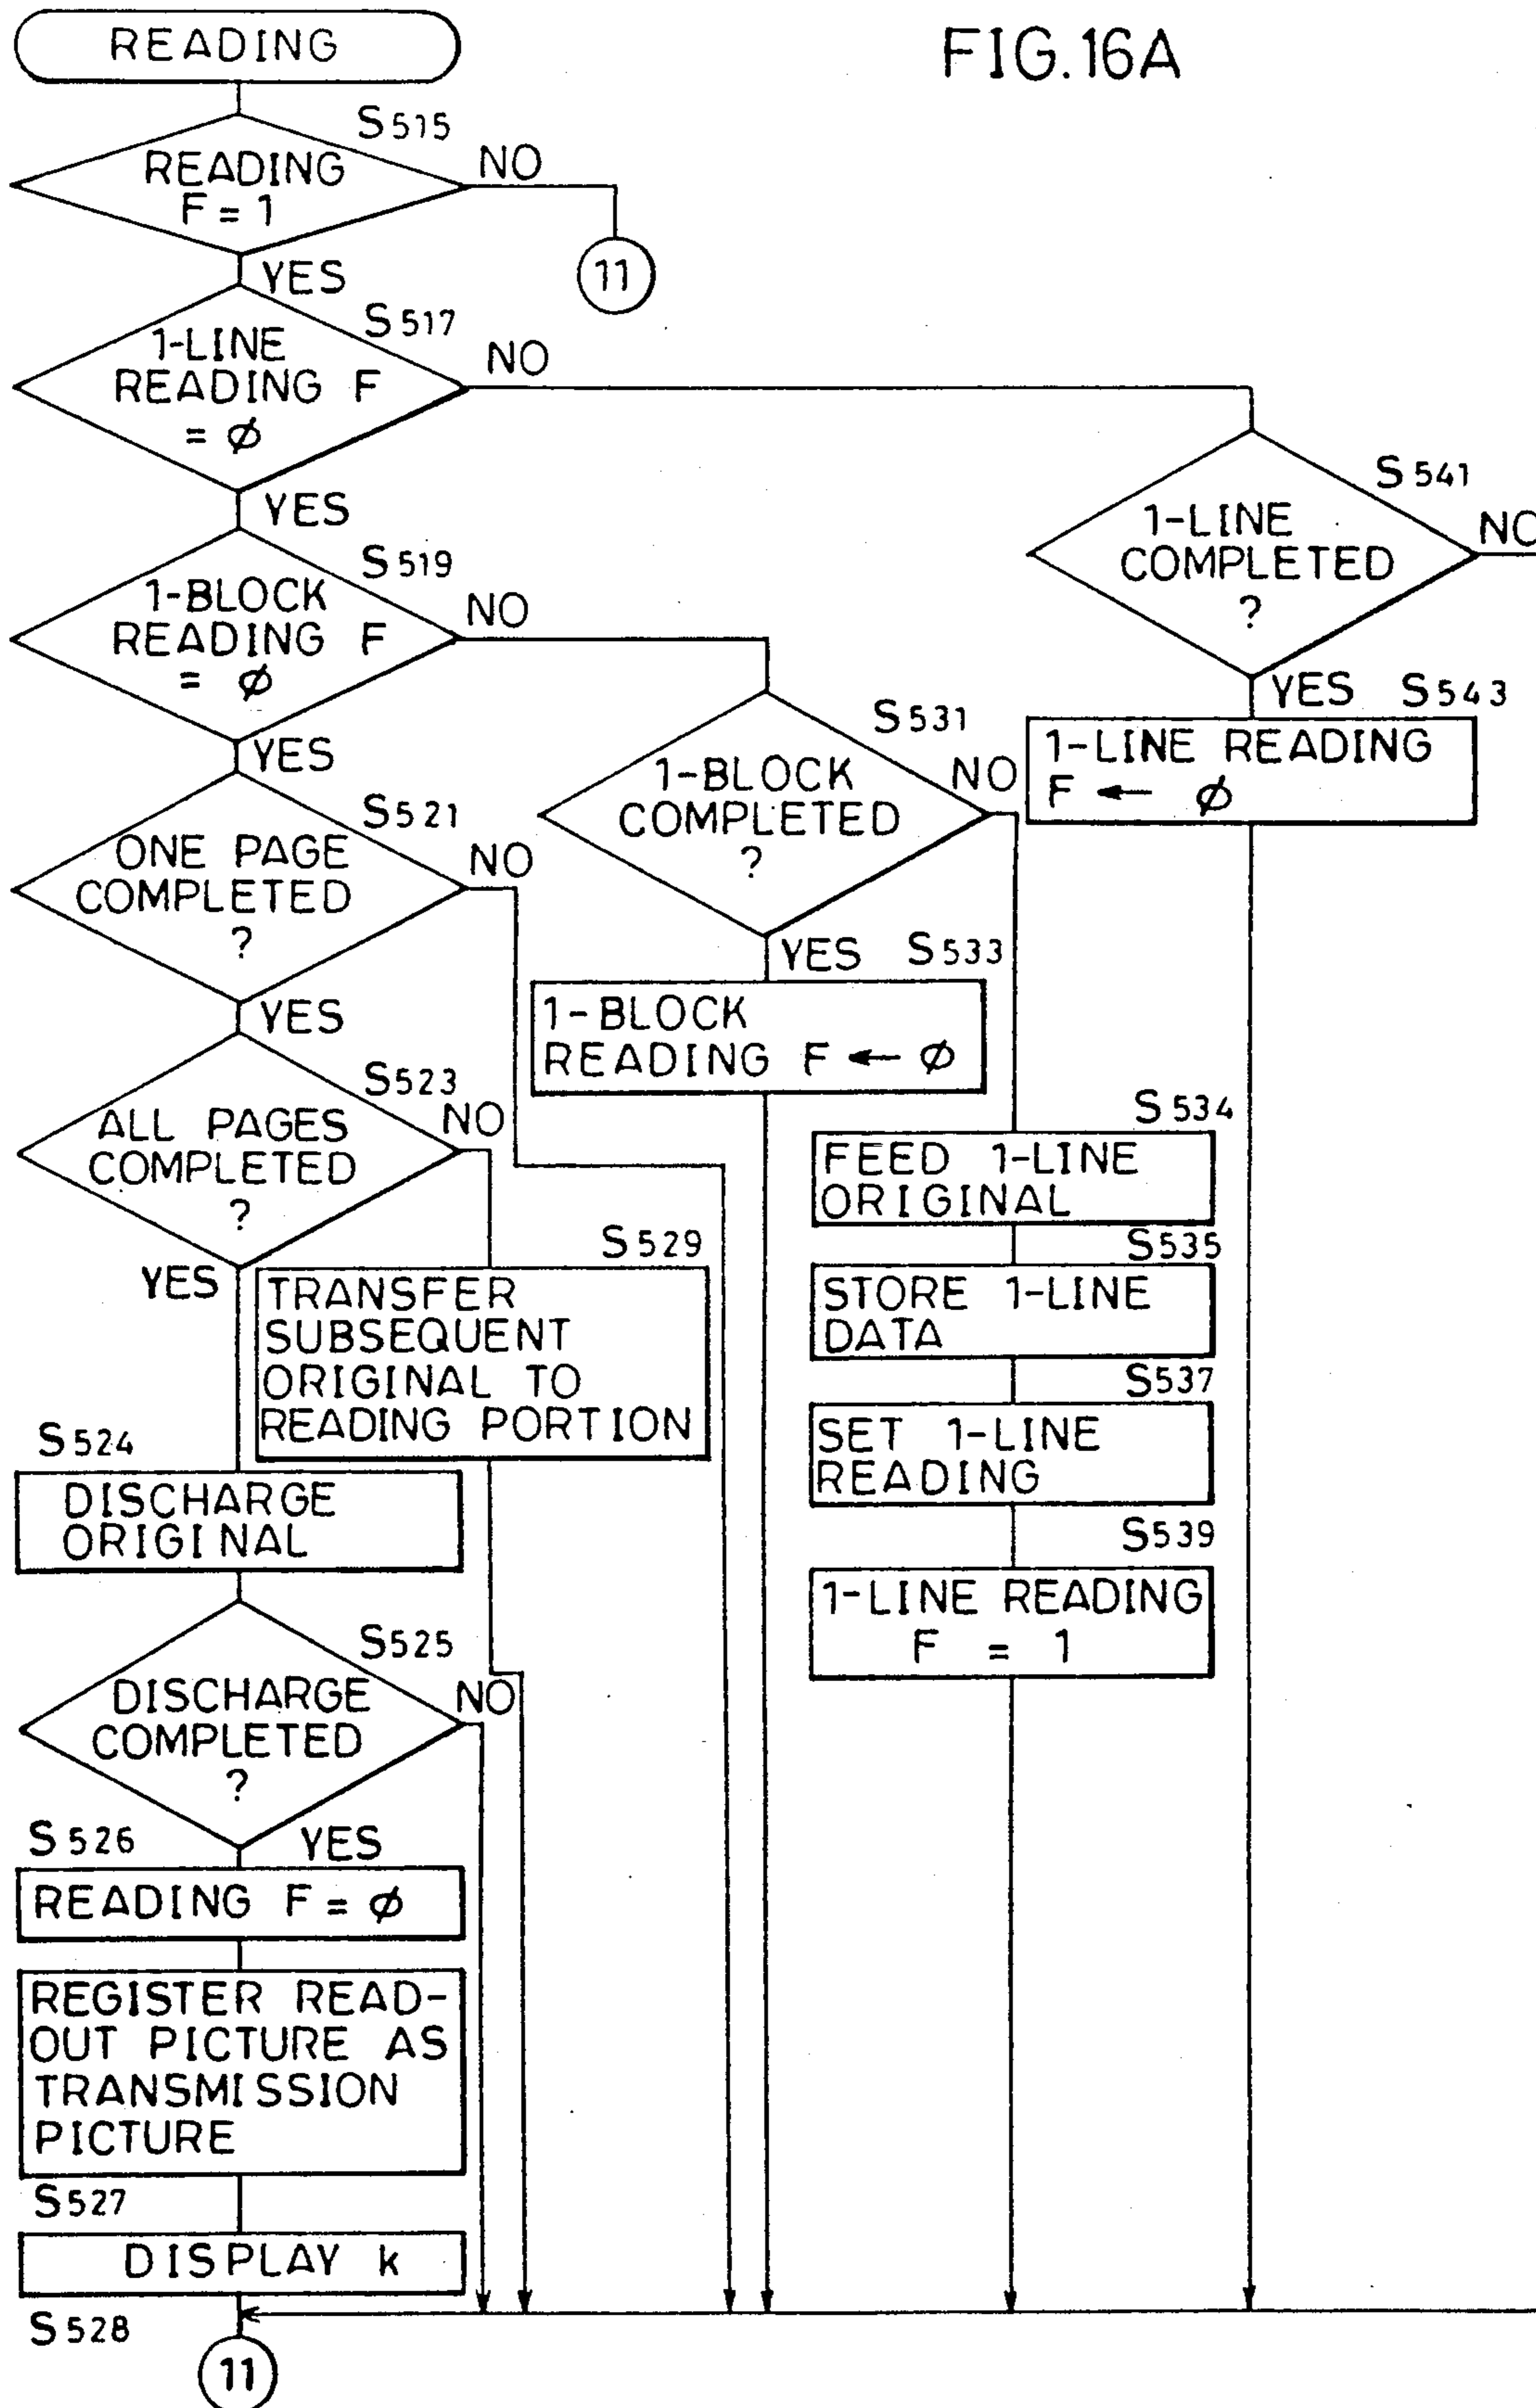 FIG.16A
READING
S515
READING
F = 1
NO
11
YES
S517
1-LINE
READING F
= ϕ
NO
YES
S519
1-BLOCK
READING F
= ϕ
NO
YES
S521
ONE PAGE
COMPLETED
?
NO
YES
S523
ALL PAGES
COMPLETED
?
NO
YES
S529
TRANSFER
SUBSEQUENT
ORIGINAL TO
READING PORTION
S524
DISCHARGE
ORIGINAL
S525
DISCHARGE
COMPLETED
?
NO
YES
S526
READING F = ϕ
REGISTER READ-
OUT PICTURE AS
TRANSMISSION
PICTURE
S527
DISPLAY k
S528
11
S531
1-BLOCK
COMPLETED
?
NO
YES
S533
1-BLOCK
READING F ← ϕ
S534
FEED 1-LINE
ORIGINAL
S535
STORE 1-LINE
DATA
S537
SET 1-LINE
READING
S539
1-LINE READING
F = 1
S541
1-LINE
COMPLETED
?
NO
YES
S543
1-LINE READING
F ← ϕ